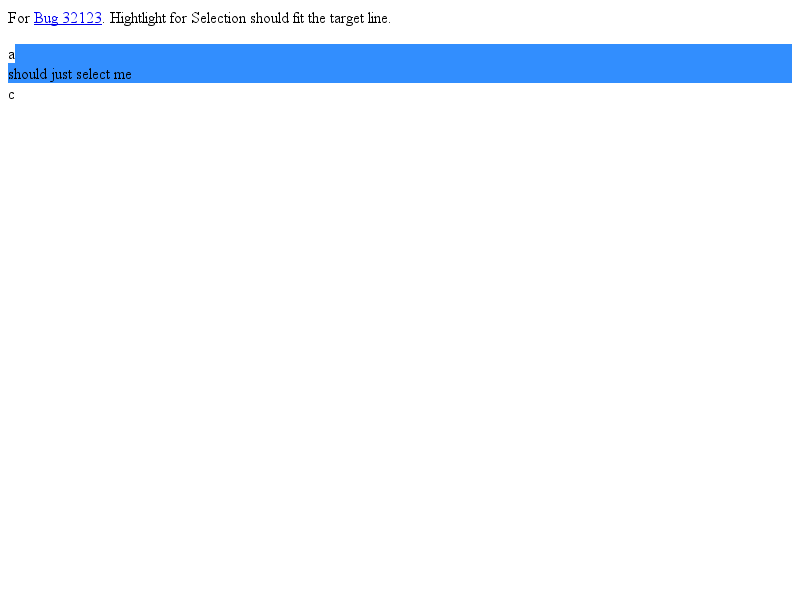 For Bug 32123. Hightlight for Selection should fit the target line.
a
should just select me
c